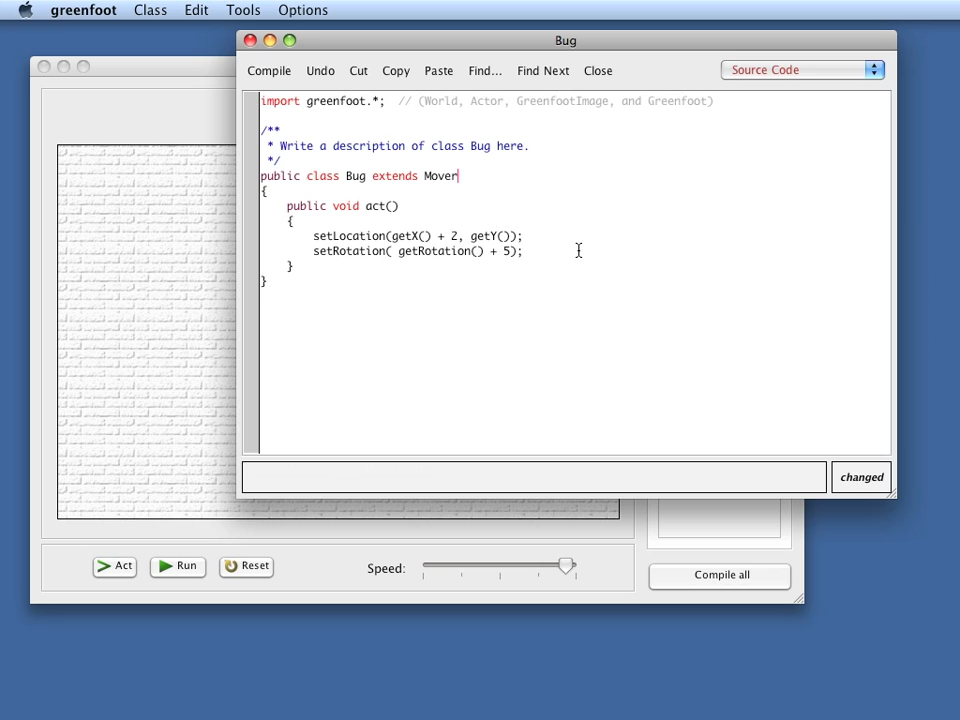 greenfoot Class Edit Tools Options
Bug
Compile Undo Cut Copy Paste Find... Find Next Close Source Code
import greenfoot.*;  // (World, Actor, GreenfootImage, and Greenfoot)
/**
 * Write a description of class Bug here.
 */
public class Bug extends Mover
{
    public void act()
    {
        setLocation(getX() + 2, getY());
        setRotation( getRotation() + 5);
    }
}
changed
Act Run Reset Speed: Compile all